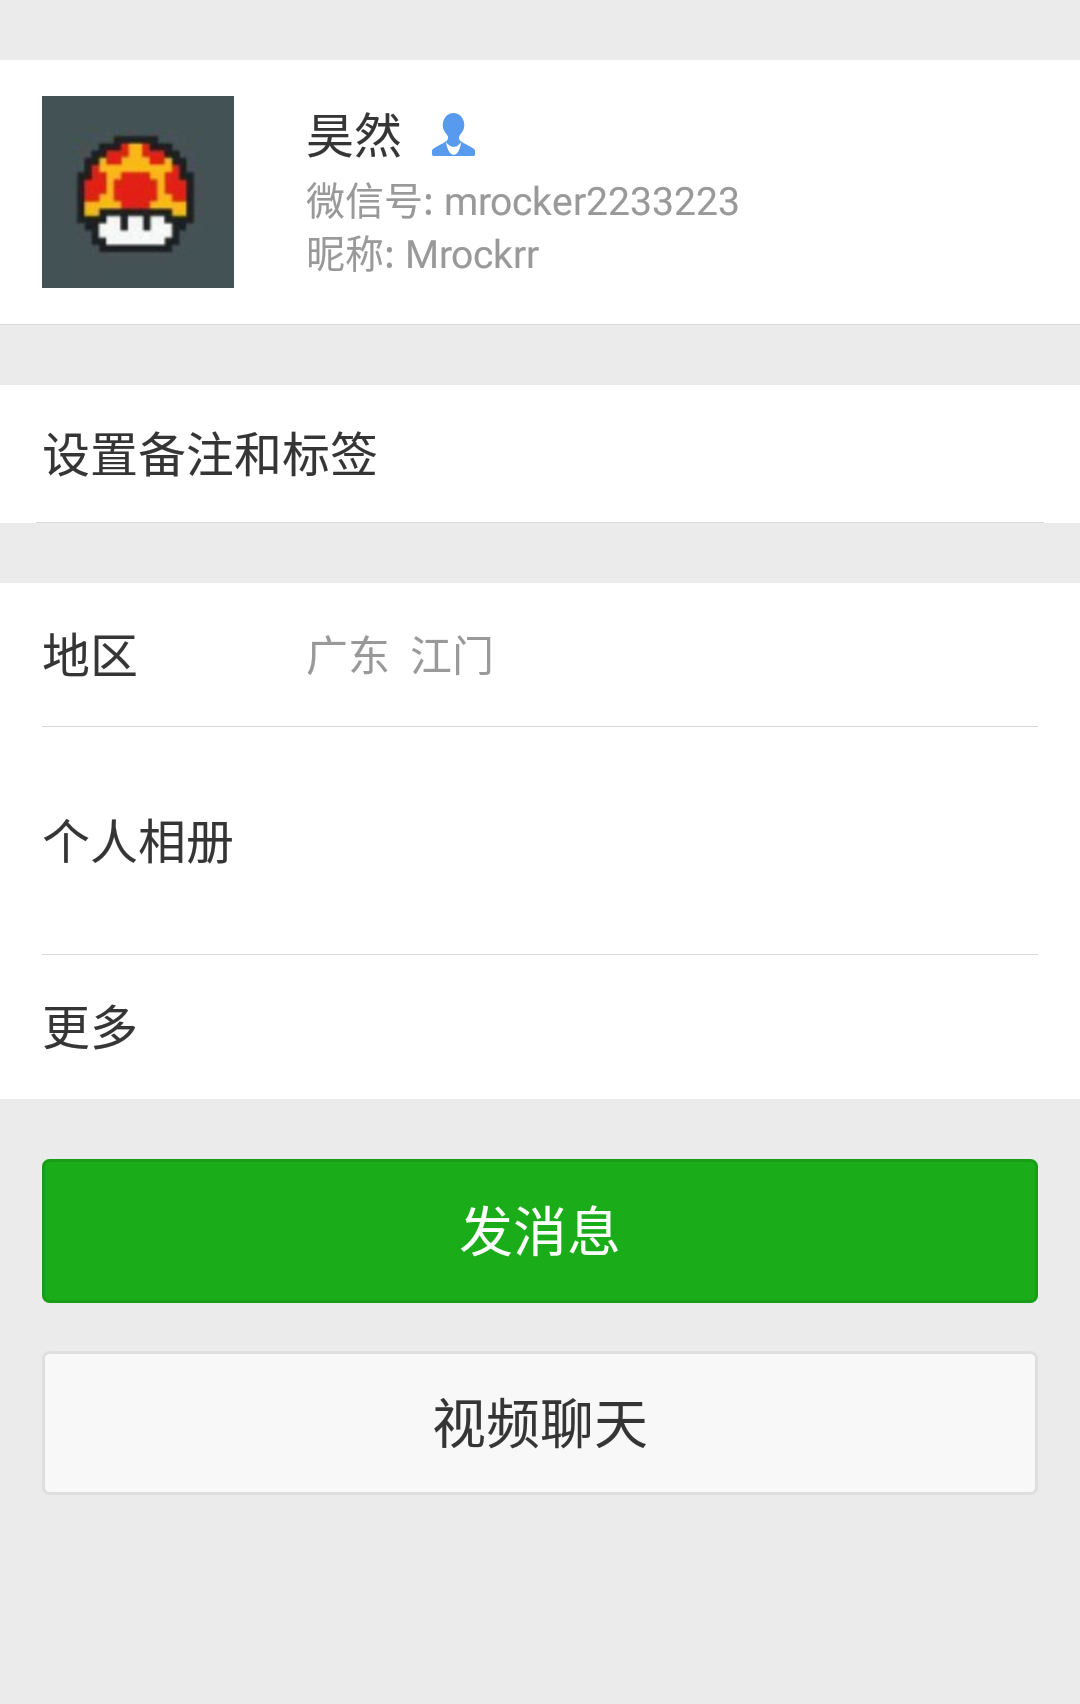 昊然
微信号: mrocker2233223
昵称: Mrockrr
设置备注和标签
地区 广东 江门
个人相册
更多
发消息
视频聊天